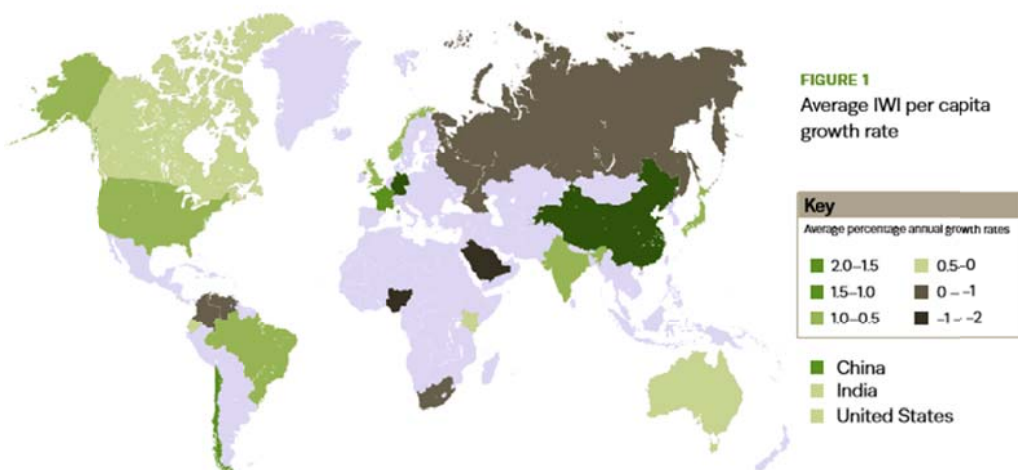 FIGURE 1
Average IWI per capita
growth rate
Key
Average percentage annual growth rates
2.0–1.5
0.5–0
1.5–1.0
0 – -1
1.0–0.5
-1 – -2
China
India
United States